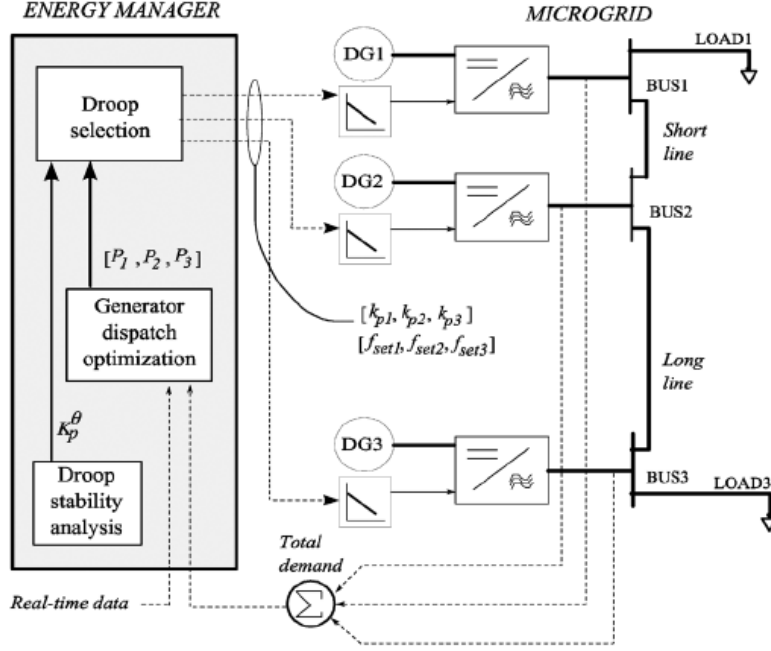 ENERGY MANAGER
MICROGRID
Droop
selection
[P1, P2, P3]
Generator
dispatch
optimization
Kpθ
Droop
stability
analysis
Real-time data
DG1
DG2
DG3
[kp1, kp2, kp3]
[fset1, fset2, fset3]
Total
demand
Σ
LOAD1
BUS1
Short
line
BUS2
Long
line
BUS3
LOAD3